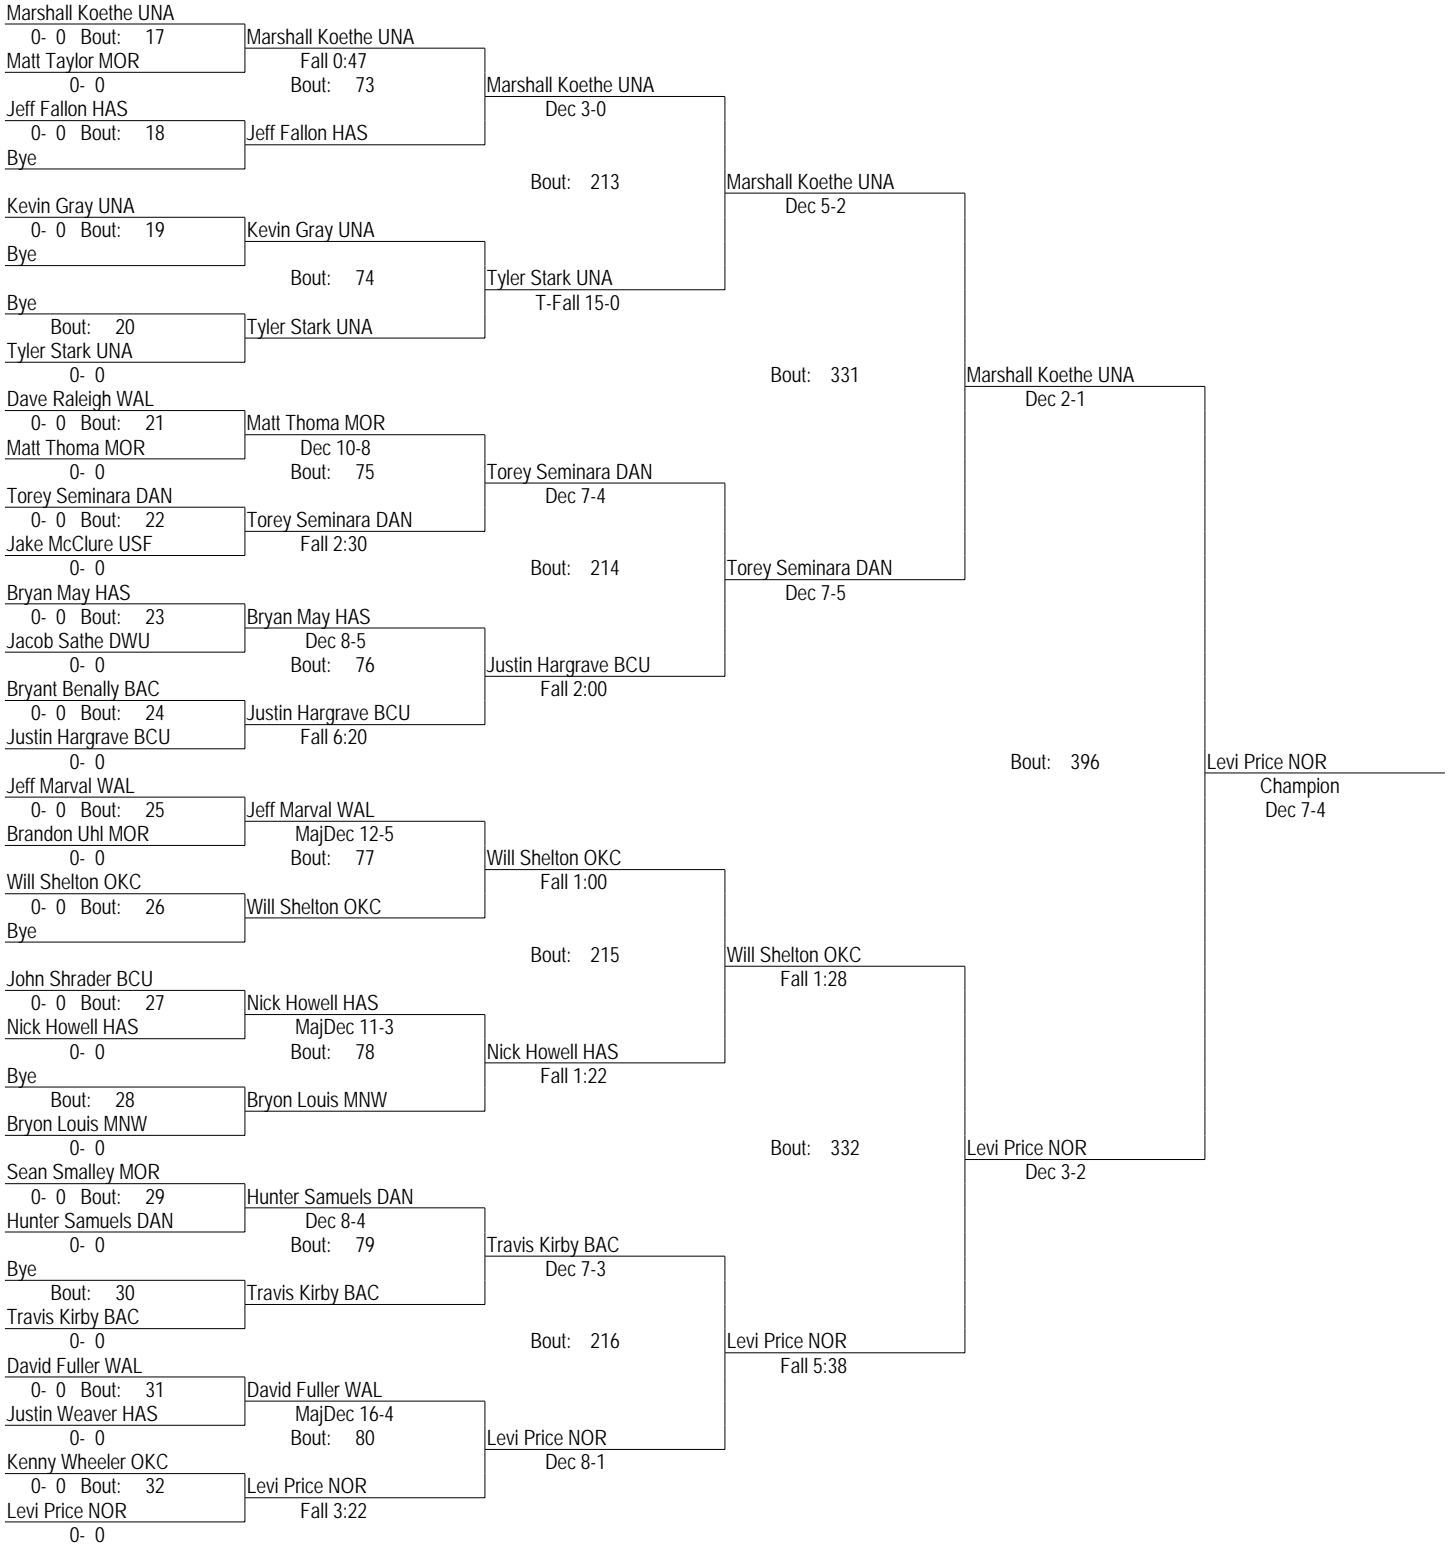 Marshall Koethe UNA
0- 0 Bout: 17 Marshall Koethe UNA
Matt Taylor MOR Fall 0:47
0- 0 Bout: 73 Marshall Koethe UNA
Jeff Fallon HAS Dec 3-0
0- 0 Bout: 18 Jeff Fallon HAS
Bye
Bout: 213 Marshall Koethe UNA
Kevin Gray UNA Dec 5-2
0- 0 Bout: 19 Kevin Gray UNA
Bye
Bout: 74 Tyler Stark UNA
Bye T-Fall 15-0
Bout: 20 Tyler Stark UNA
Tyler Stark UNA
0- 0 Bout: 331 Marshall Koethe UNA
Dave Raleigh WAL Dec 2-1
0- 0 Bout: 21 Matt Thoma MOR
Matt Thoma MOR Dec 10-8
0- 0 Bout: 75 Torey Seminara DAN
Torey Seminara DAN Dec 7-4
0- 0 Bout: 22 Torey Seminara DAN
Jake McClure USF Fall 2:30
0- 0 Bout: 214 Torey Seminara DAN
Bryan May HAS Dec 7-5
0- 0 Bout: 23 Bryan May HAS
Jacob Sathe DWU Dec 8-5
0- 0 Bout: 76 Justin Hargrave BCU
Bryant Benally BAC Fall 2:00
0- 0 Bout: 24 Justin Hargrave BCU
Justin Hargrave BCU Fall 6:20
0- 0 Bout: 396 Levi Price NOR
Jeff Marval WAL Champion
0- 0 Bout: 25 Jeff Marval WAL Dec 7-4
Brandon Uhl MOR MajDec 12-5
0- 0 Bout: 77 Will Shelton OKC
Will Shelton OKC Fall 1:00
0- 0 Bout: 26 Will Shelton OKC
Bye
Bout: 215 Will Shelton OKC
John Shrader BCU Fall 1:28
0- 0 Bout: 27 Nick Howell HAS
Nick Howell HAS MajDec 11-3
0- 0 Bout: 78 Nick Howell HAS
Bye Fall 1:22
Bout: 28 Bryon Louis MNW
Bryon Louis MNW
0- 0 Bout: 332 Levi Price NOR
Sean Smalley MOR Dec 3-2
0- 0 Bout: 29 Hunter Samuels DAN
Hunter Samuels DAN Dec 8-4
0- 0 Bout: 79 Travis Kirby BAC
Bye Dec 7-3
Bout: 30 Travis Kirby BAC
Travis Kirby BAC
0- 0 Bout: 216 Levi Price NOR
David Fuller WAL Fall 5:38
0- 0 Bout: 31 David Fuller WAL
Justin Weaver HAS MajDec 16-4
0- 0 Bout: 80 Levi Price NOR
Kenny Wheeler OKC Dec 8-1
0- 0 Bout: 32 Levi Price NOR
Levi Price NOR Fall 3:22
0- 0